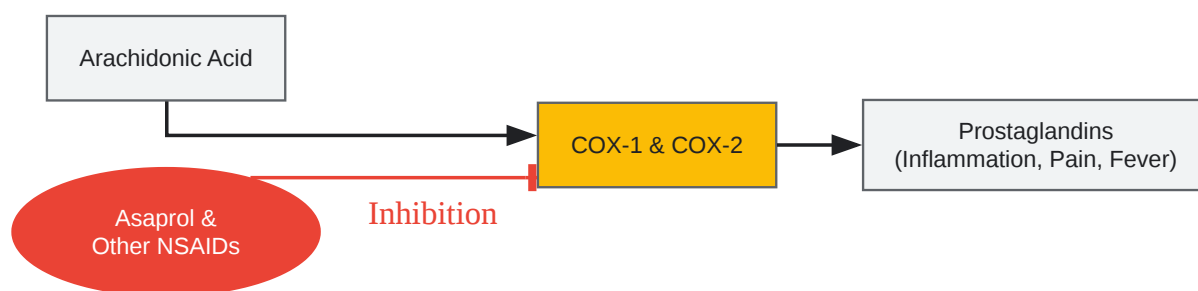 Arachidonic Acid
COX-1 & COX-2
Prostaglandins
(Inflammation, Pain, Fever)
Asaprol &
Other NSAIDs
Inhibition